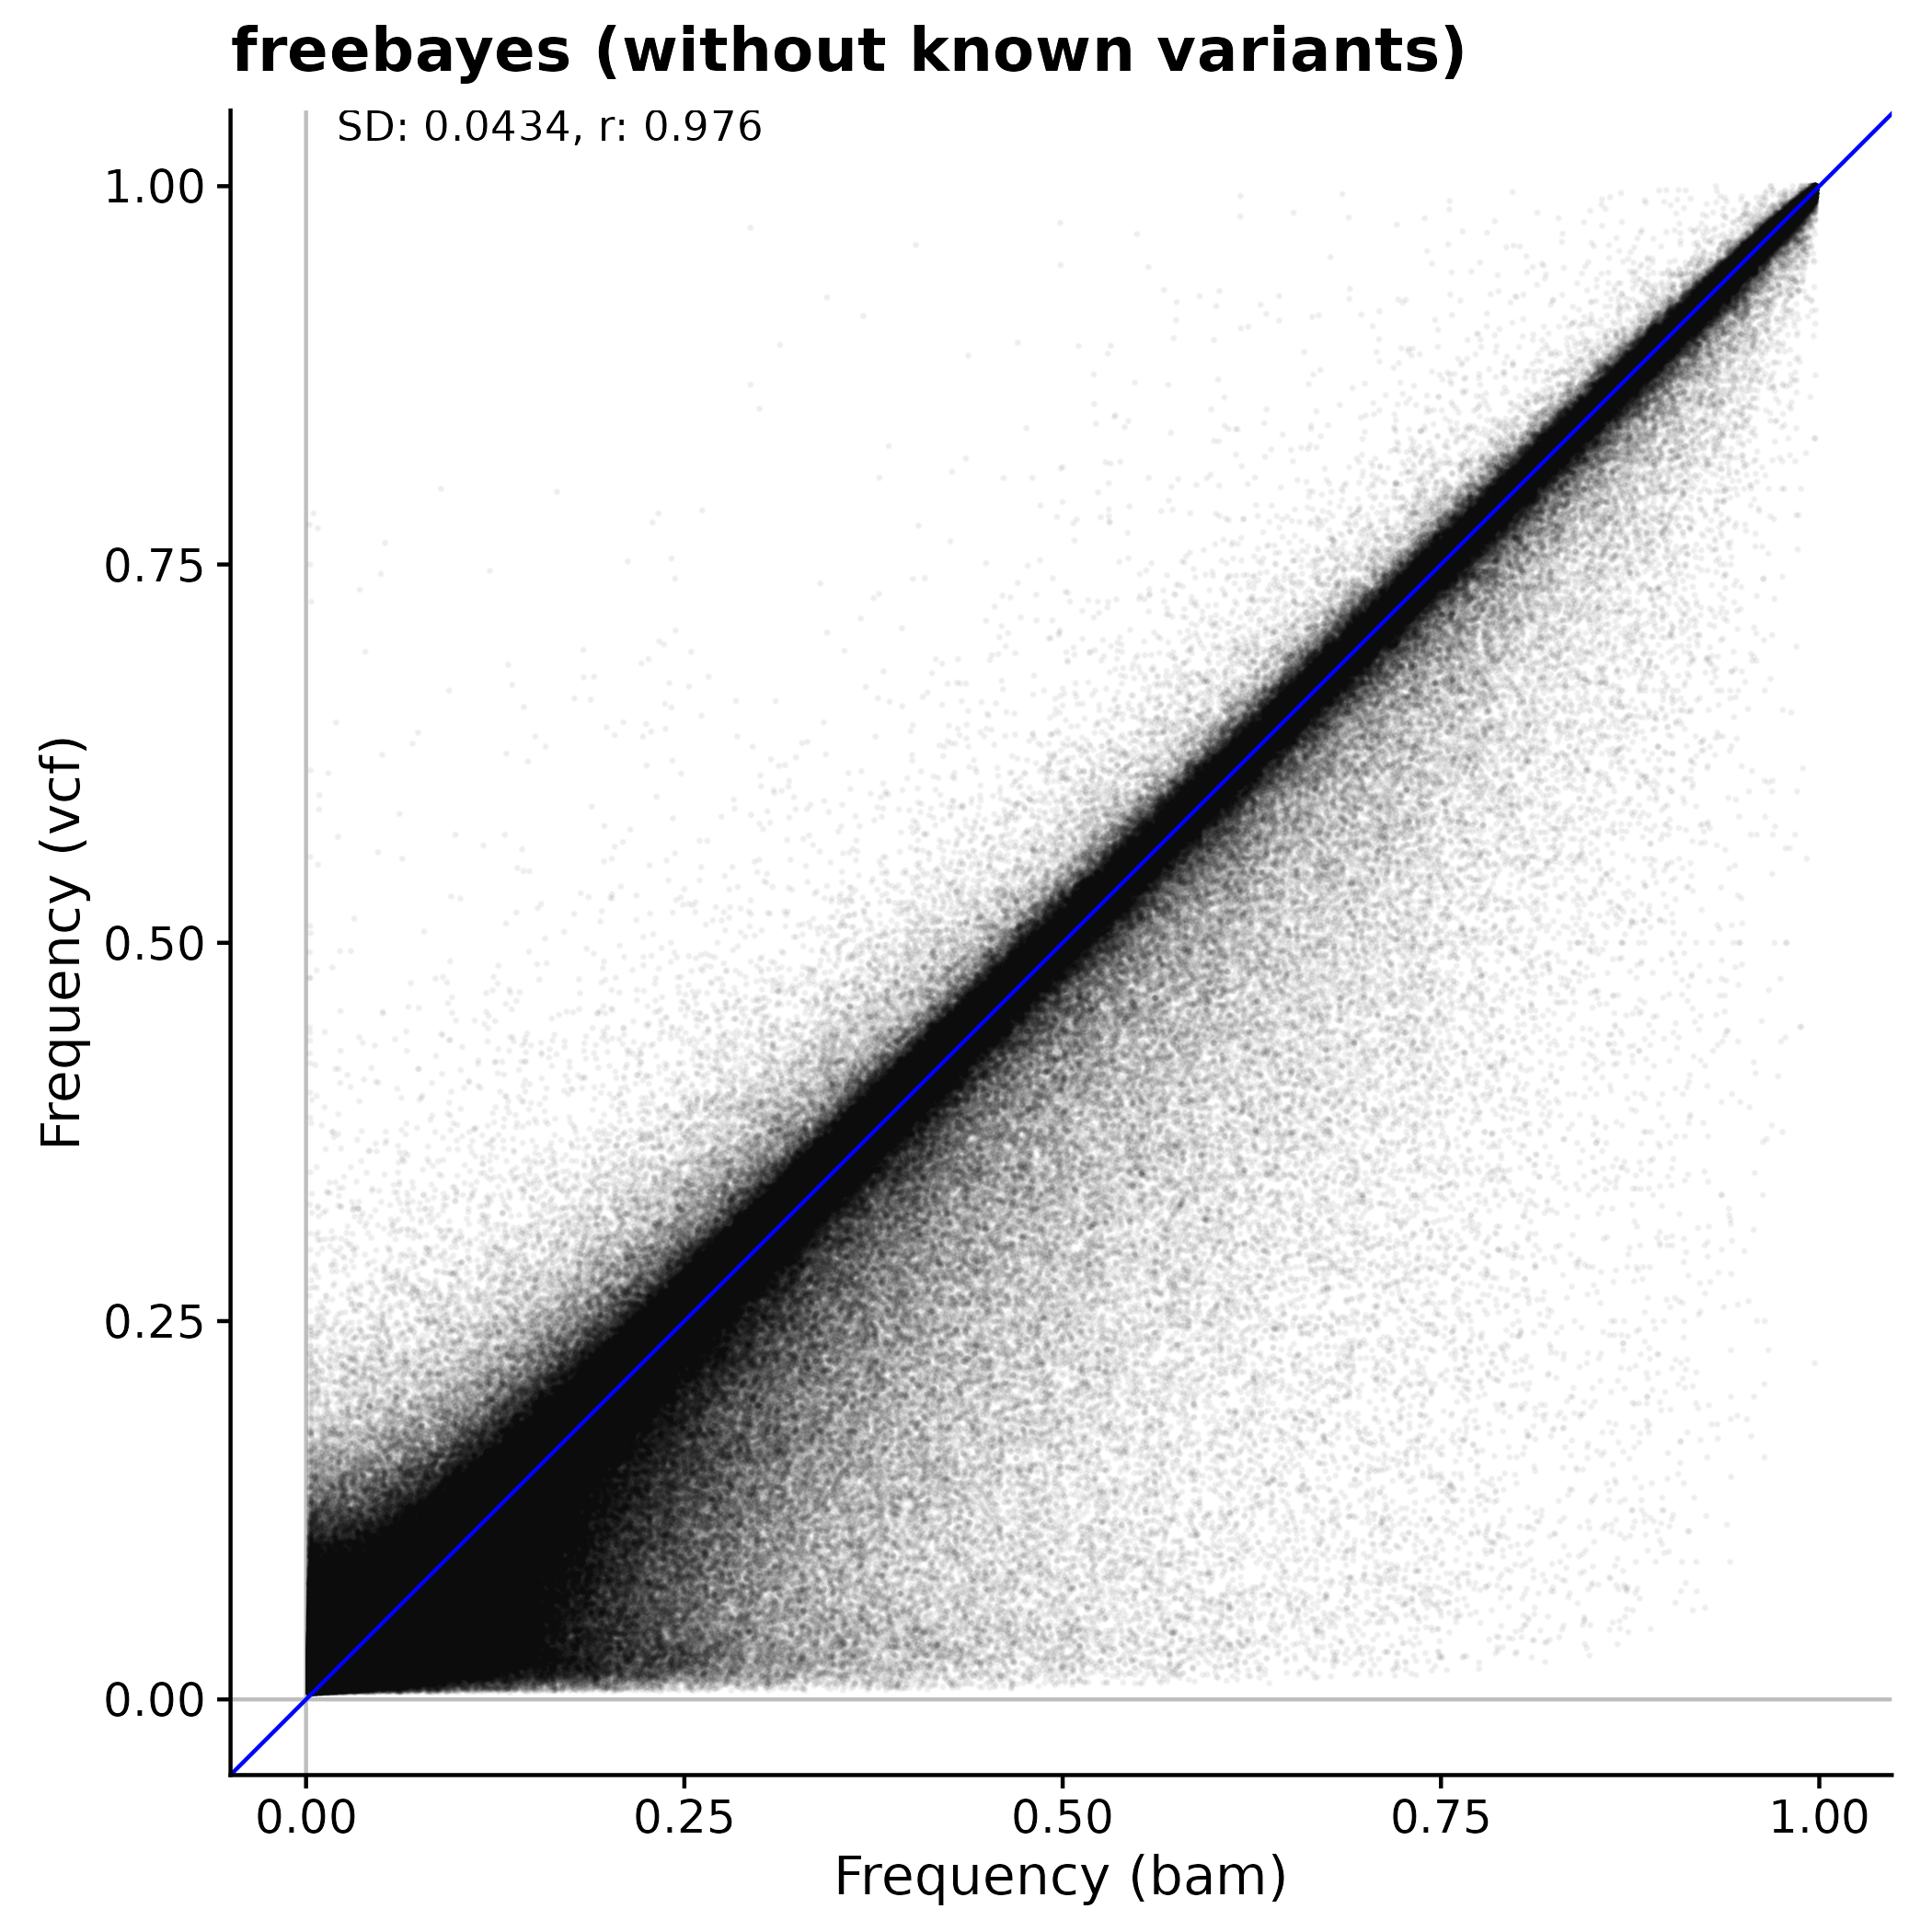 freebayes (without known variants)
SD: 0.0434, r: 0.976
1.00
0.75
0.50
0.25
0.00
Frequency (vcf)
0.00 0.25 0.50 0.75 1.00
Frequency (bam)